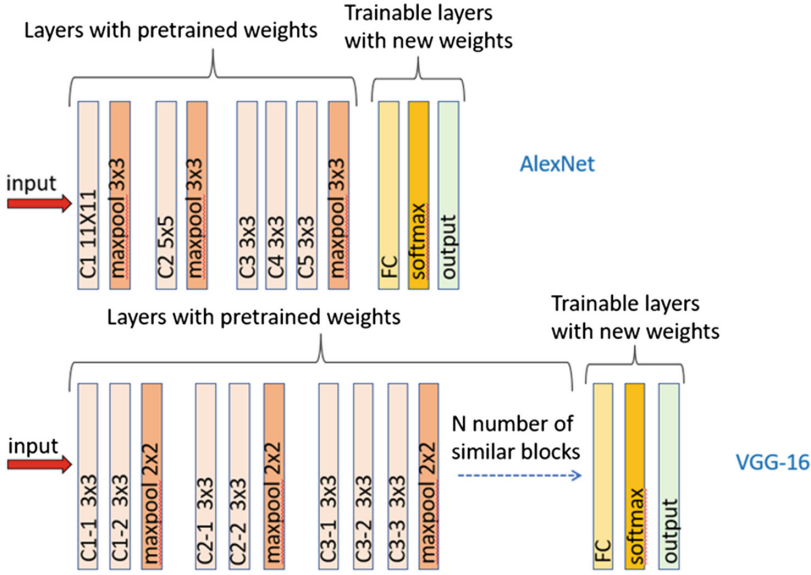 Layers with pretrained weights
Trainable layers
with new weights
input
C1 11X11
maxpool 3x3
C2 5x5
maxpool 3x3
C3 3x3
C4 3x3
C5 3x3
maxpool 3x3
FC
softmax
output
AlexNet
Layers with pretrained weights
Trainable layers
with new weights
input
C1-1 3x3
C1-2 3x3
maxpool 2x2
C2-1 3x3
C2-2 3x3
maxpool 2x2
C3-1 3x3
C3-2 3x3
C3-3 3x3
maxpool 2x2
N number of
similar blocks
FC
softmax
output
VGG-16